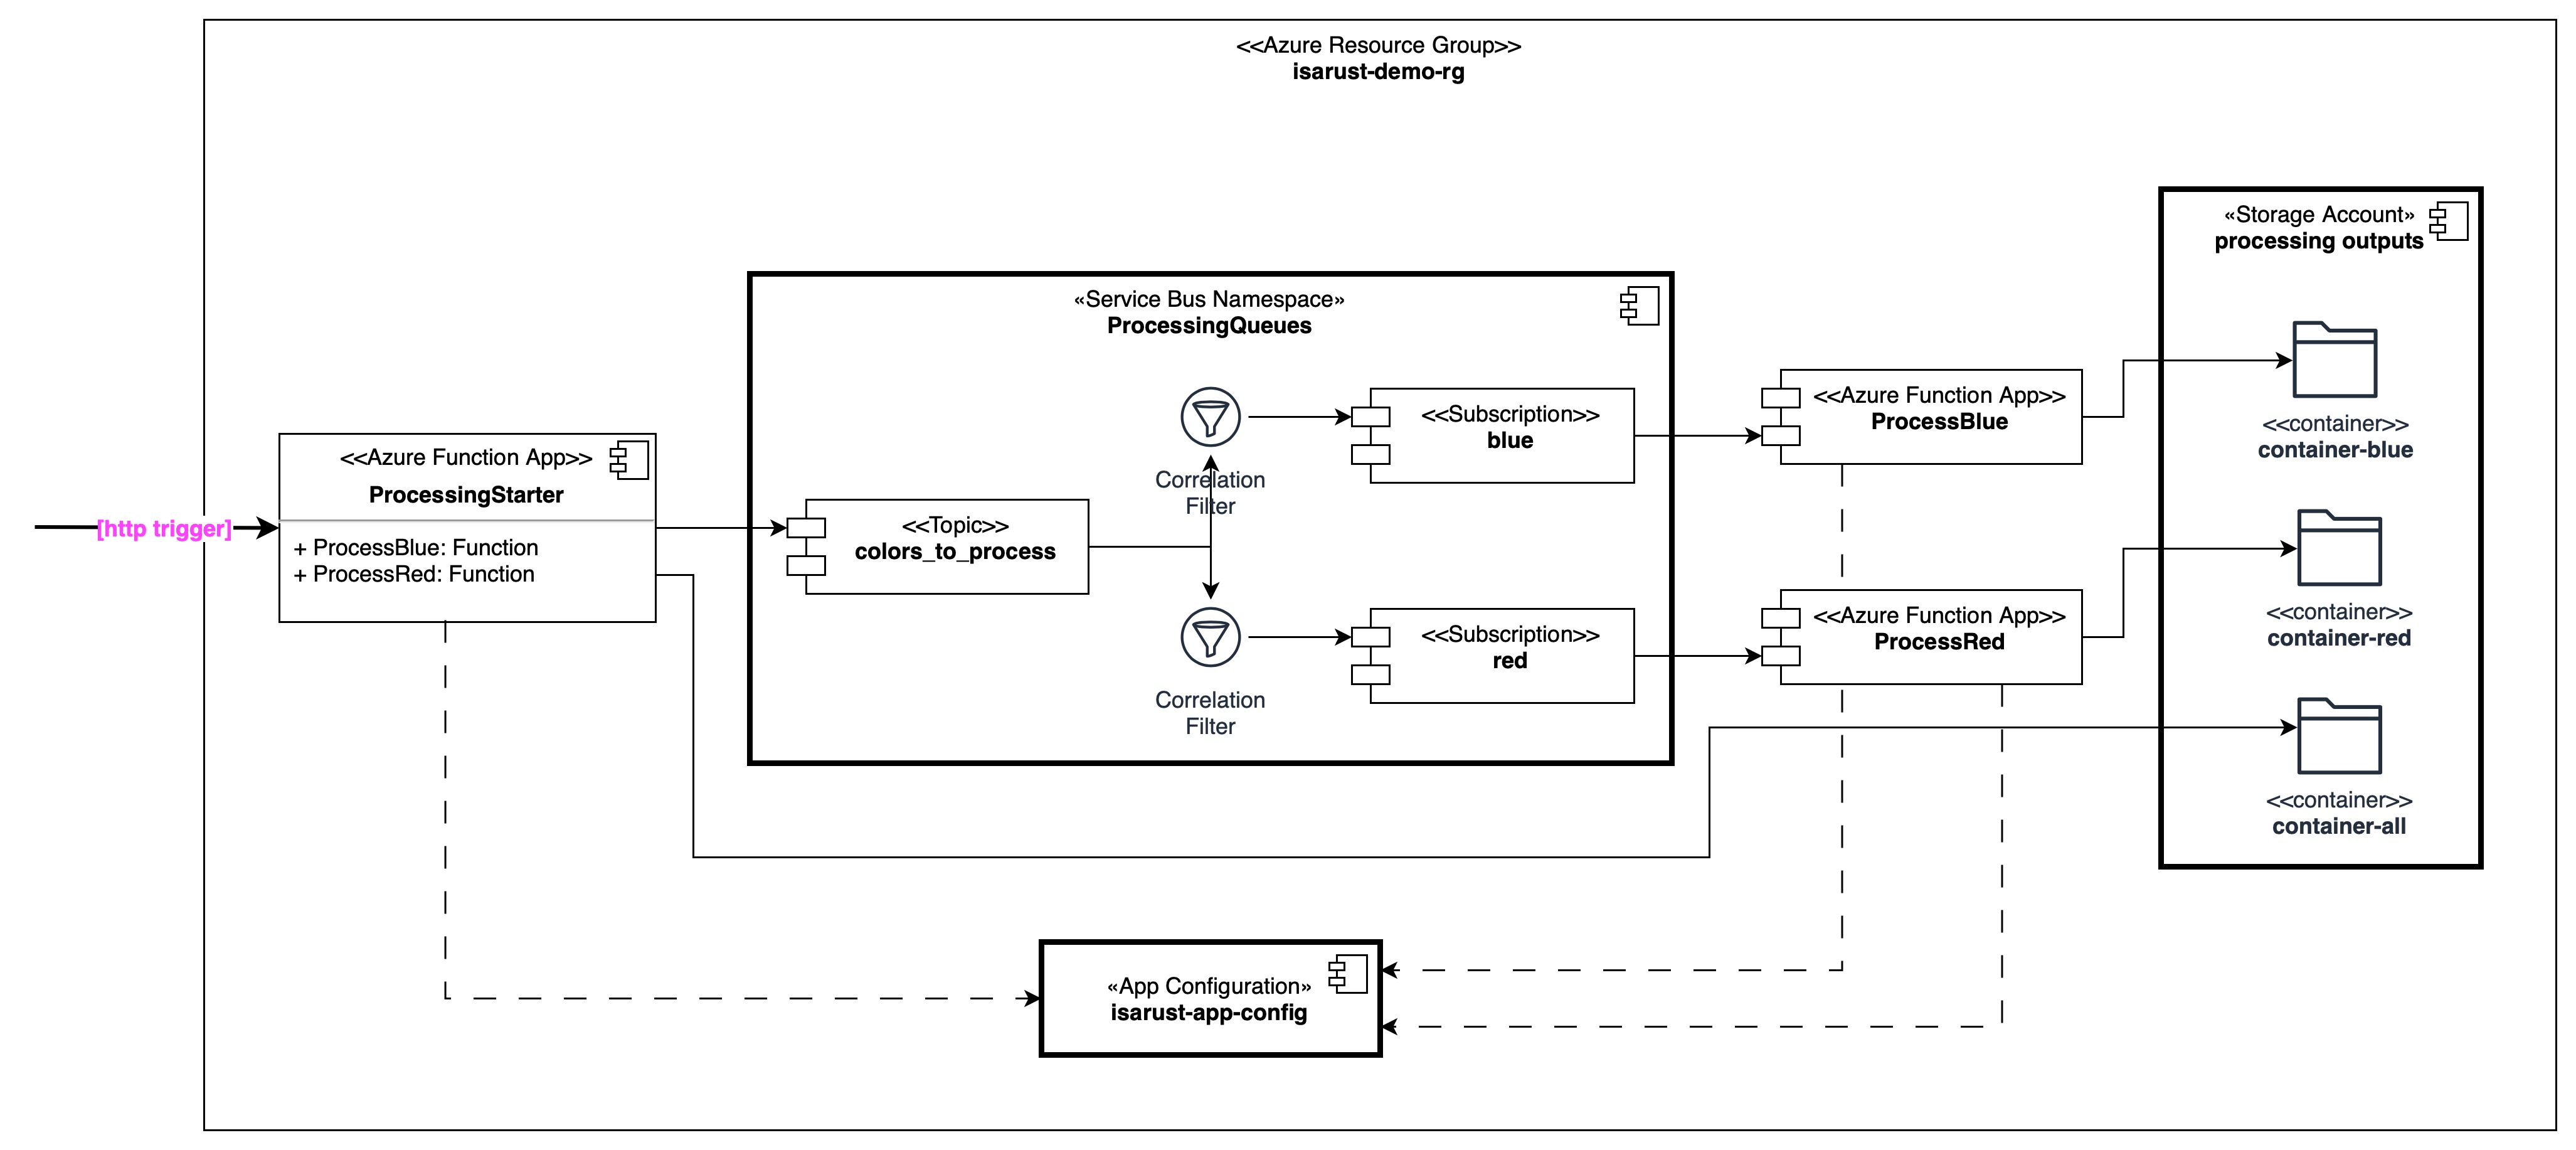 <<Azure Resource Group>>
isarust-demo-rg
«Storage Account»
processing outputs
«Service Bus Namespace»
ProcessingQueues
<<Azure Function App>>
ProcessingStarter
+ ProcessBlue: Function
+ ProcessRed: Function
[http trigger]
<<Topic>>
colors_to_process
Correlation
Filter
<<Subscription>>
blue
<<Azure Function App>>
ProcessBlue
<<container>>
container-blue
Correlation
Filter
<<Subscription>>
red
<<Azure Function App>>
ProcessRed
<<container>>
container-red
<<container>>
container-all
«App Configuration»
isarust-app-config